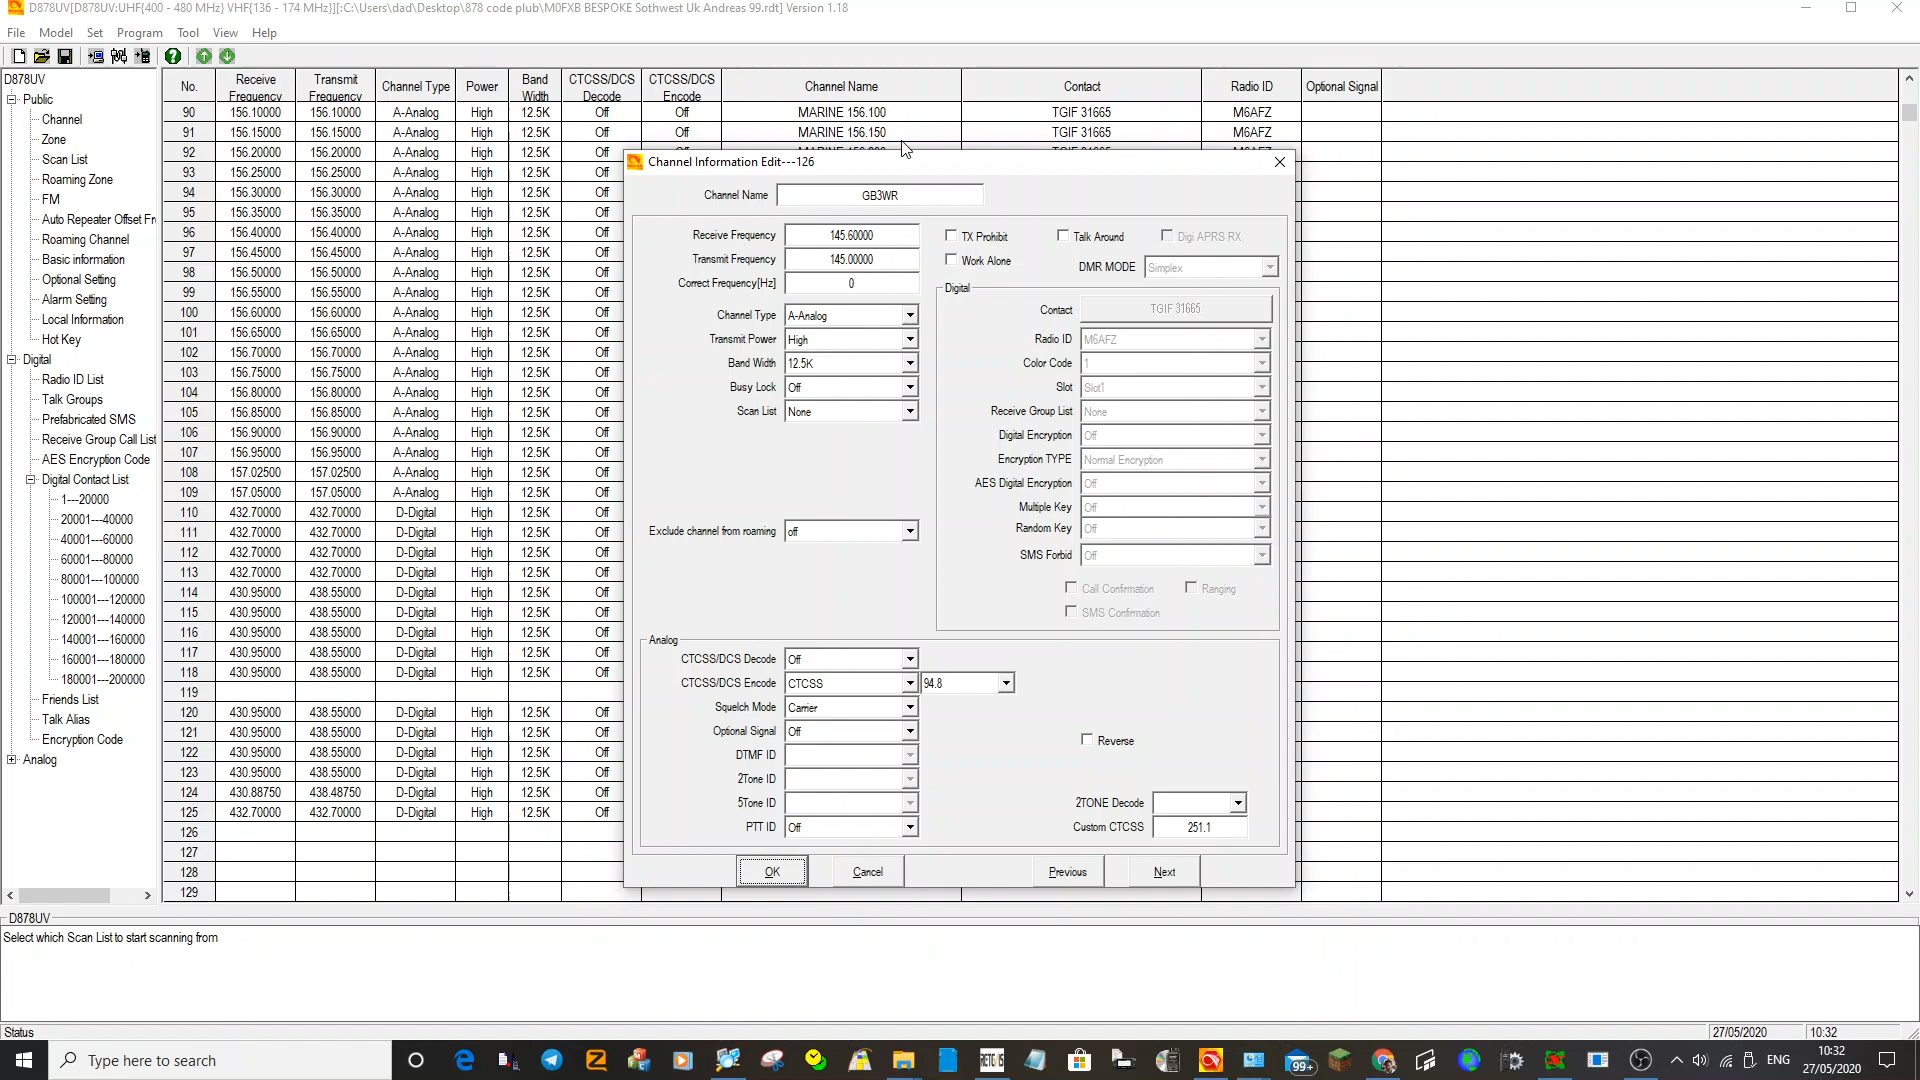 D878UV[D878UV:UHF{400 - 480 MHz} VHF{136 - 174 MHz}][:C:\Users\dad\Desktop\878 code plub\M0FXB BESPOKE Sothwest Uk Andreas 99.rdt] Version 1.18
File Model Set Program Tool View Help
D878UV
Public
Channel
Zone
Scan List
Roaming Zone
FM
Auto Repeater Offset Fr
Roaming Channel
Basic information
Optional Setting
Alarm Setting
Local Information
Hot Key
Digital
Radio ID List
Talk Groups
Prefabricated SMS
Receive Group Call List
AES Encryption Code
Digital Contact List
1---20000
20001---40000
40001---60000
60001---80000
80001---100000
100001---120000
120001---140000
140001---160000
160001---180000
180001---200000
Friends List
Talk Alias
Encryption Code
Analog
No. Receive Frequency Transmit Frequency Channel Type Power Band Width CTCSS/DCS Decode CTCSS/DCS Encode Channel Name Contact Radio ID Optional Signal
90 156.10000 156.10000 A-Analog High 12.5K Off Off MARINE 156.100 TGIF 31665 M6AFZ
91 156.15000 156.15000 A-Analog High 12.5K Off Off MARINE 156.150 TGIF 31665 M6AFZ
92 156.20000 156.20000 A-Analog High 12.5K Off
93 156.25000 156.25000 A-Analog High 12.5K Off
94 156.30000 156.30000 A-Analog High 12.5K Off
95 156.35000 156.35000 A-Analog High 12.5K Off
96 156.40000 156.40000 A-Analog High 12.5K Off
97 156.45000 156.45000 A-Analog High 12.5K Off
98 156.50000 156.50000 A-Analog High 12.5K Off
99 156.55000 156.55000 A-Analog High 12.5K Off
100 156.60000 156.60000 A-Analog High 12.5K Off
101 156.65000 156.65000 A-Analog High 12.5K Off
102 156.70000 156.70000 A-Analog High 12.5K Off
103 156.75000 156.75000 A-Analog High 12.5K Off
104 156.80000 156.80000 A-Analog High 12.5K Off
105 156.85000 156.85000 A-Analog High 12.5K Off
106 156.90000 156.90000 A-Analog High 12.5K Off
107 156.95000 156.95000 A-Analog High 12.5K Off
108 157.02500 157.02500 A-Analog High 12.5K Off
109 157.05000 157.05000 A-Analog High 12.5K Off
110 432.70000 432.70000 D-Digital High 12.5K Off
111 432.70000 432.70000 D-Digital High 12.5K Off
112 432.70000 432.70000 D-Digital High 12.5K Off
113 432.70000 432.70000 D-Digital High 12.5K Off
114 430.95000 438.55000 D-Digital High 12.5K Off
115 430.95000 438.55000 D-Digital High 12.5K Off
116 430.95000 438.55000 D-Digital High 12.5K Off
117 430.95000 438.55000 D-Digital High 12.5K Off
118 430.95000 438.55000 D-Digital High 12.5K Off
119
120 430.95000 438.55000 D-Digital High 12.5K Off
121 430.95000 438.55000 D-Digital High 12.5K Off
122 430.95000 438.55000 D-Digital High 12.5K Off
123 430.95000 438.55000 D-Digital High 12.5K Off
124 430.88750 438.48750 D-Digital High 12.5K Off
125 432.70000 432.70000 D-Digital High 12.5K Off
126
127
128
129
Channel Information Edit---126
Channel Name GB3WR
Receive Frequency 145.60000
Transmit Frequency 145.00000
Correct Frequency[Hz] 0
Channel Type A-Analog
Transmit Power High
Band Width 12.5K
Busy Lock Off
Scan List None
Exclude channel from roaming off
TX Prohibit Talk Around Digi APRS RX
Work Alone
DMR MODE Simplex
Digital
Contact TGIF 31665
Radio ID M6AFZ
Color Code 1
Slot Slot1
Receive Group List None
Digital Encryption Off
Encryption TYPE Normal Encryption
AES Digital Encryption Off
Multiple Key Off
Random Key Off
SMS Forbid Off
Call Confirmation Ranging
SMS Confirmation
Analog
CTCSS/DCS Decode Off
CTCSS/DCS Encode CTCSS 94.8
Squelch Mode Carrier
Optional Signal Off
DTMF ID
2Tone ID
5Tone ID
PTT ID Off
Reverse
2TONE Decode
Custom CTCSS 251.1
OK Cancel Previous Next
D878UV
Select which Scan List to start scanning from
Status 27/05/2020 10:32
Type here to search
RETEVIS
99+
ENG
10:32
27/05/2020